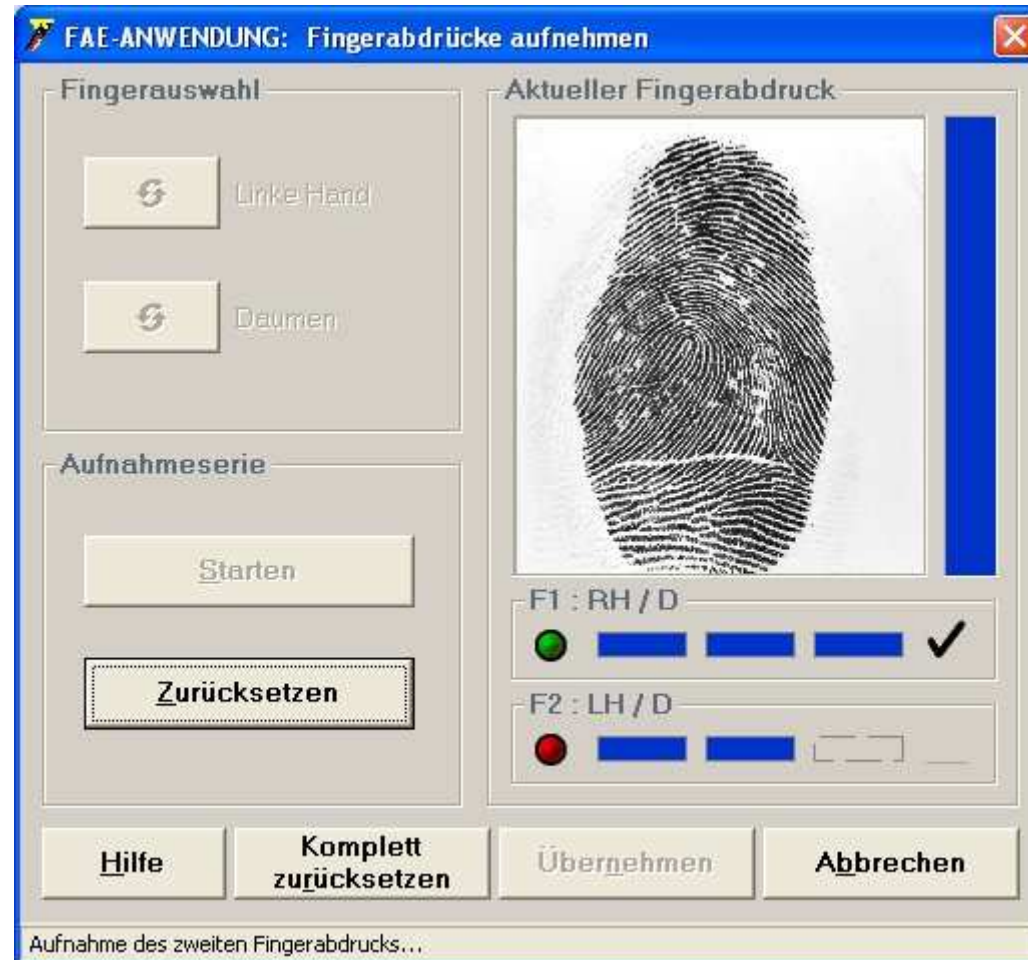 FAE-ANWENDUNG: Fingerabdrücke aufnehmen
Fingerauswahl
Linke Hand
Daumen
Aufnahmeserie
Starten
Zurücksetzen
Aktueller Fingerabdruck
F1 : RH / D
F2 : LH / D
Hilfe
Komplett
zurücksetzen
Übernehmen
Abbrechen
Aufnahme des zweiten Fingerabdrucks...